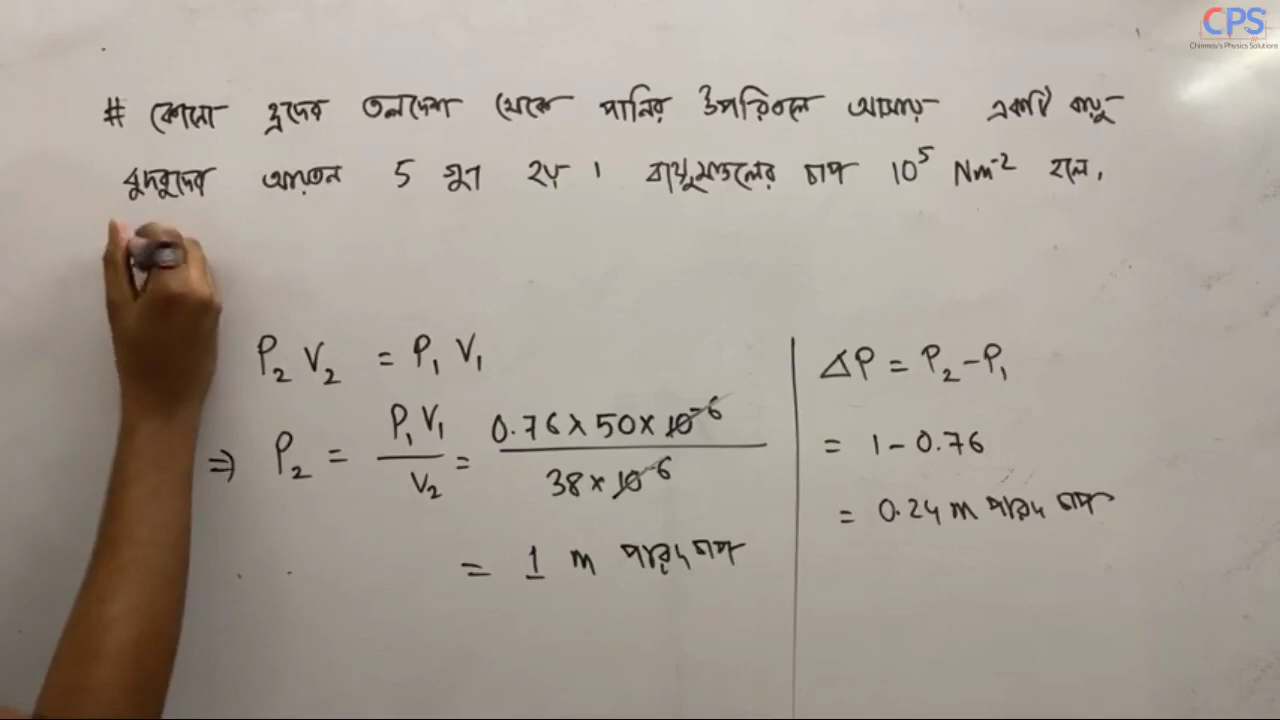 CPS
Chinmoy's Physics Solutions
# কোনো হ্রদের তলদেশ থেকে পানির উপরিতলে আসায় একটি বায়ু
বুদবুদের আয়তন 5 গুণ হয়। বায়ুমণ্ডলের চাপ 10⁵ Nm⁻² হলে,
P₂ V₂ = P₁ V₁
⇒ P₂ = P₁ V₁ / V₂ = 0.76 × 50 × 10⁻⁶ / 38 × 10⁻⁶
= 1 m পারদ চাপ
ΔP = P₂ – P₁
= 1 – 0.76
= 0.24 m পারদ চাপ